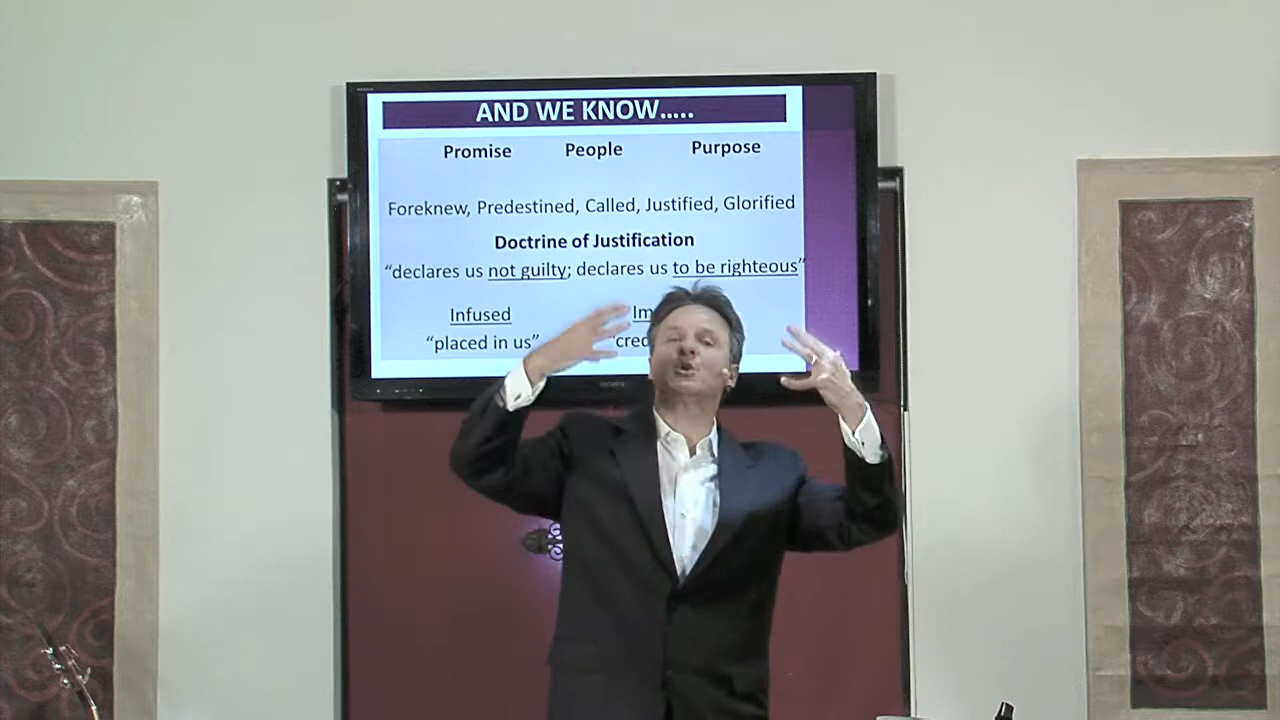 AND WE KNOW.....
Promise People Purpose
Foreknew, Predestined, Called, Justified, Glorified
Doctrine of Justification
“declares us not guilty; declares us to be righteous”
Infused
“placed in us”